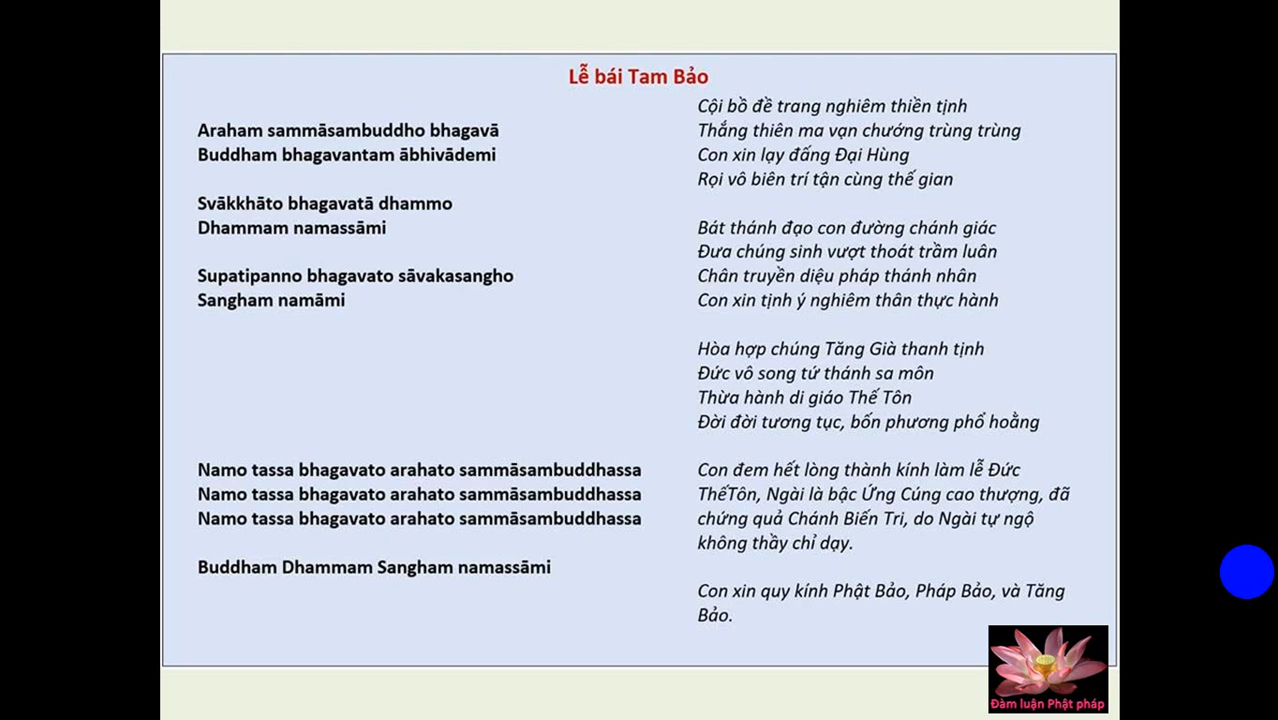 Lễ bái Tam Bảo
Araham sammāsambuddho bhagavā
Buddham bhagavantam ābhivādemi
Svākkhāto bhagavatā dhammo
Dhammam namassāmi
Supatipanno bhagavato sāvakasangho
Sangham namāmi
Namo tassa bhagavato arahato sammāsambuddhassa
Namo tassa bhagavato arahato sammāsambuddhassa
Namo tassa bhagavato arahato sammāsambuddhassa
Buddham Dhammam Sangham namassāmi
Cội bồ đề trang nghiêm thiền tịnh
Thắng thiên ma vạn chướng trùng trùng
Con xin lạy đấng Đại Hùng
Rọi vô biên trí tận cùng thế gian
Bát thánh đạo con đường chánh giác
Đưa chúng sinh vượt thoát trầm luân
Chân truyền diệu pháp thánh nhân
Con xin tịnh ý nghiêm thân thực hành
Hòa hợp chúng Tăng Già thanh tịnh
Đức vô song tứ thánh sa môn
Thừa hành di giáo Thế Tôn
Đời đời tương tục, bốn phương phổ hoằng
Con đem hết lòng thành kính làm lễ Đức
ThếTôn, Ngài là bậc Ứng Cúng cao thượng, đã
chứng quả Chánh Biến Tri, do Ngài tự ngộ
không thầy chỉ dạy.
Con xin quy kính Phật Bảo, Pháp Bảo, và Tăng
Bảo.
Đàm luận Phật pháp